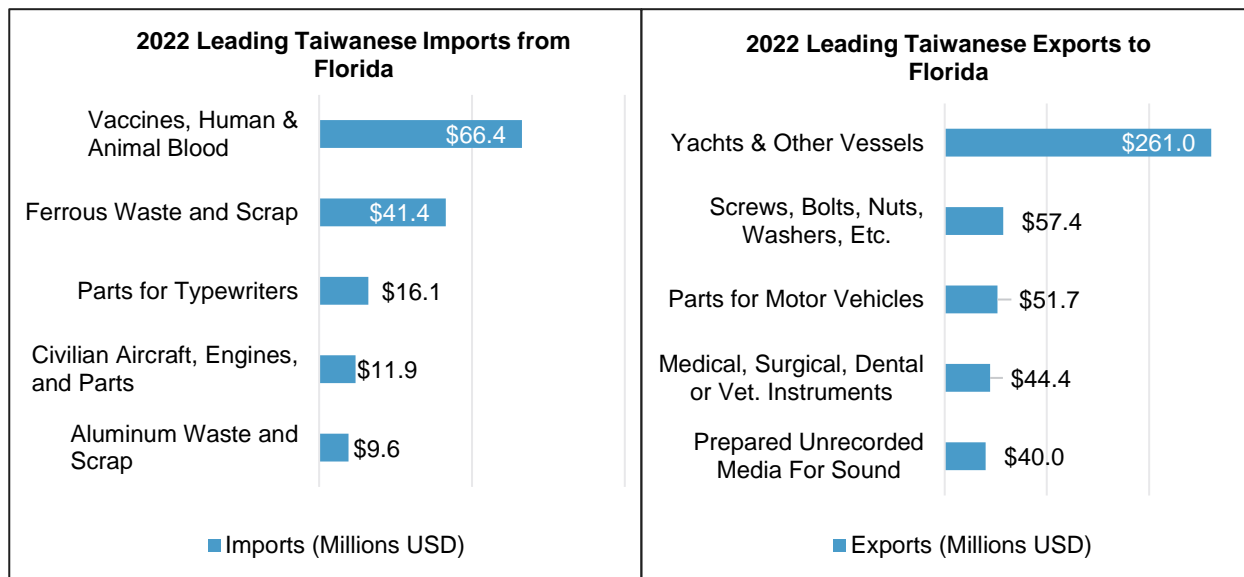 2022 Leading Taiwanese Imports from
Florida
Vaccines, Human &
Animal Blood
$66.4
Ferrous Waste and Scrap
$41.4
Parts for Typewriters
$16.1
Civilian Aircraft, Engines,
and Parts
$11.9
Aluminum Waste and
Scrap
$9.6
Imports (Millions USD)
2022 Leading Taiwanese Exports to
Florida
Yachts & Other Vessels
$261.0
Screws, Bolts, Nuts,
Washers, Etc.
$57.4
Parts for Motor Vehicles
$51.7
Medical, Surgical, Dental
or Vet. Instruments
$44.4
Prepared Unrecorded
Media For Sound
$40.0
Exports (Millions USD)